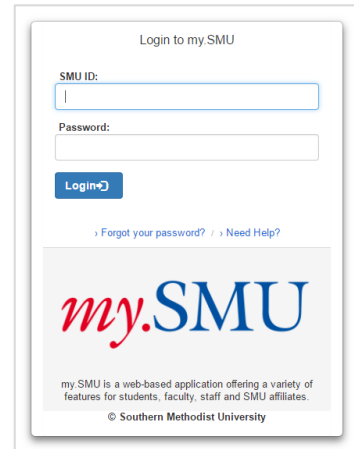 Login to my.SMU
SMU ID:
Password:
Login
› Forgot your password? / › Need Help?
my.SMU
my.SMU is a web-based application offering a variety of
features for students, faculty, staff and SMU affiliates.
© Southern Methodist University